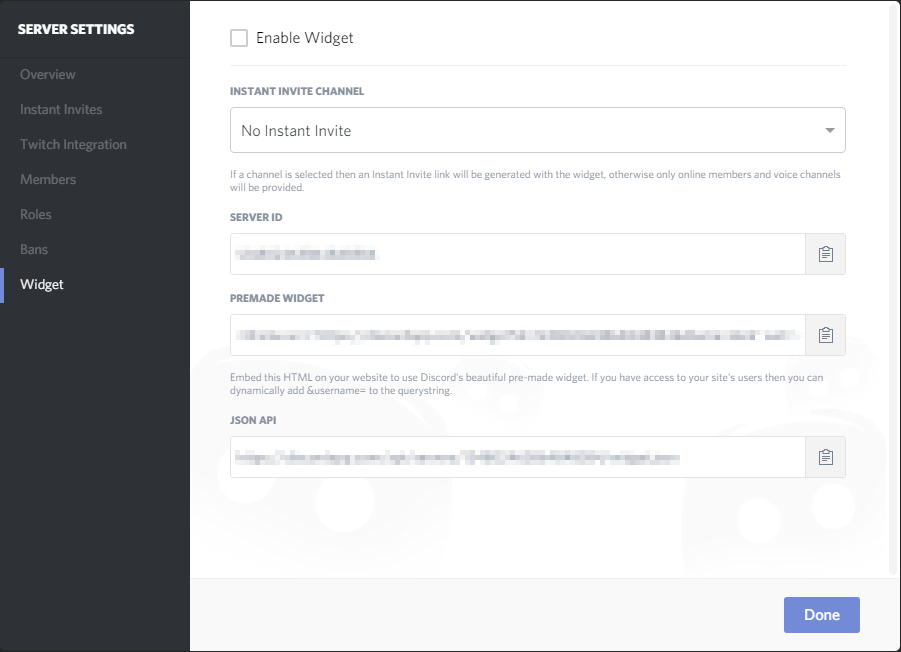 SERVER SETTINGS
Overview
Instant Invites
Twitch Integration
Members
Roles
Bans
Widget
Enable Widget
INSTANT INVITE CHANNEL
No Instant Invite
If a channel is selected then an Instant Invite link will be generated with the widget, otherwise only online members and voice channels
will be provided.
SERVER ID
PREMADE WIDGET
Embed this HTML on your website to use Discord's beautiful pre-made widget. If you have access to your site's users then you can
dynamically add &username= to the querystring.
JSON API
Done